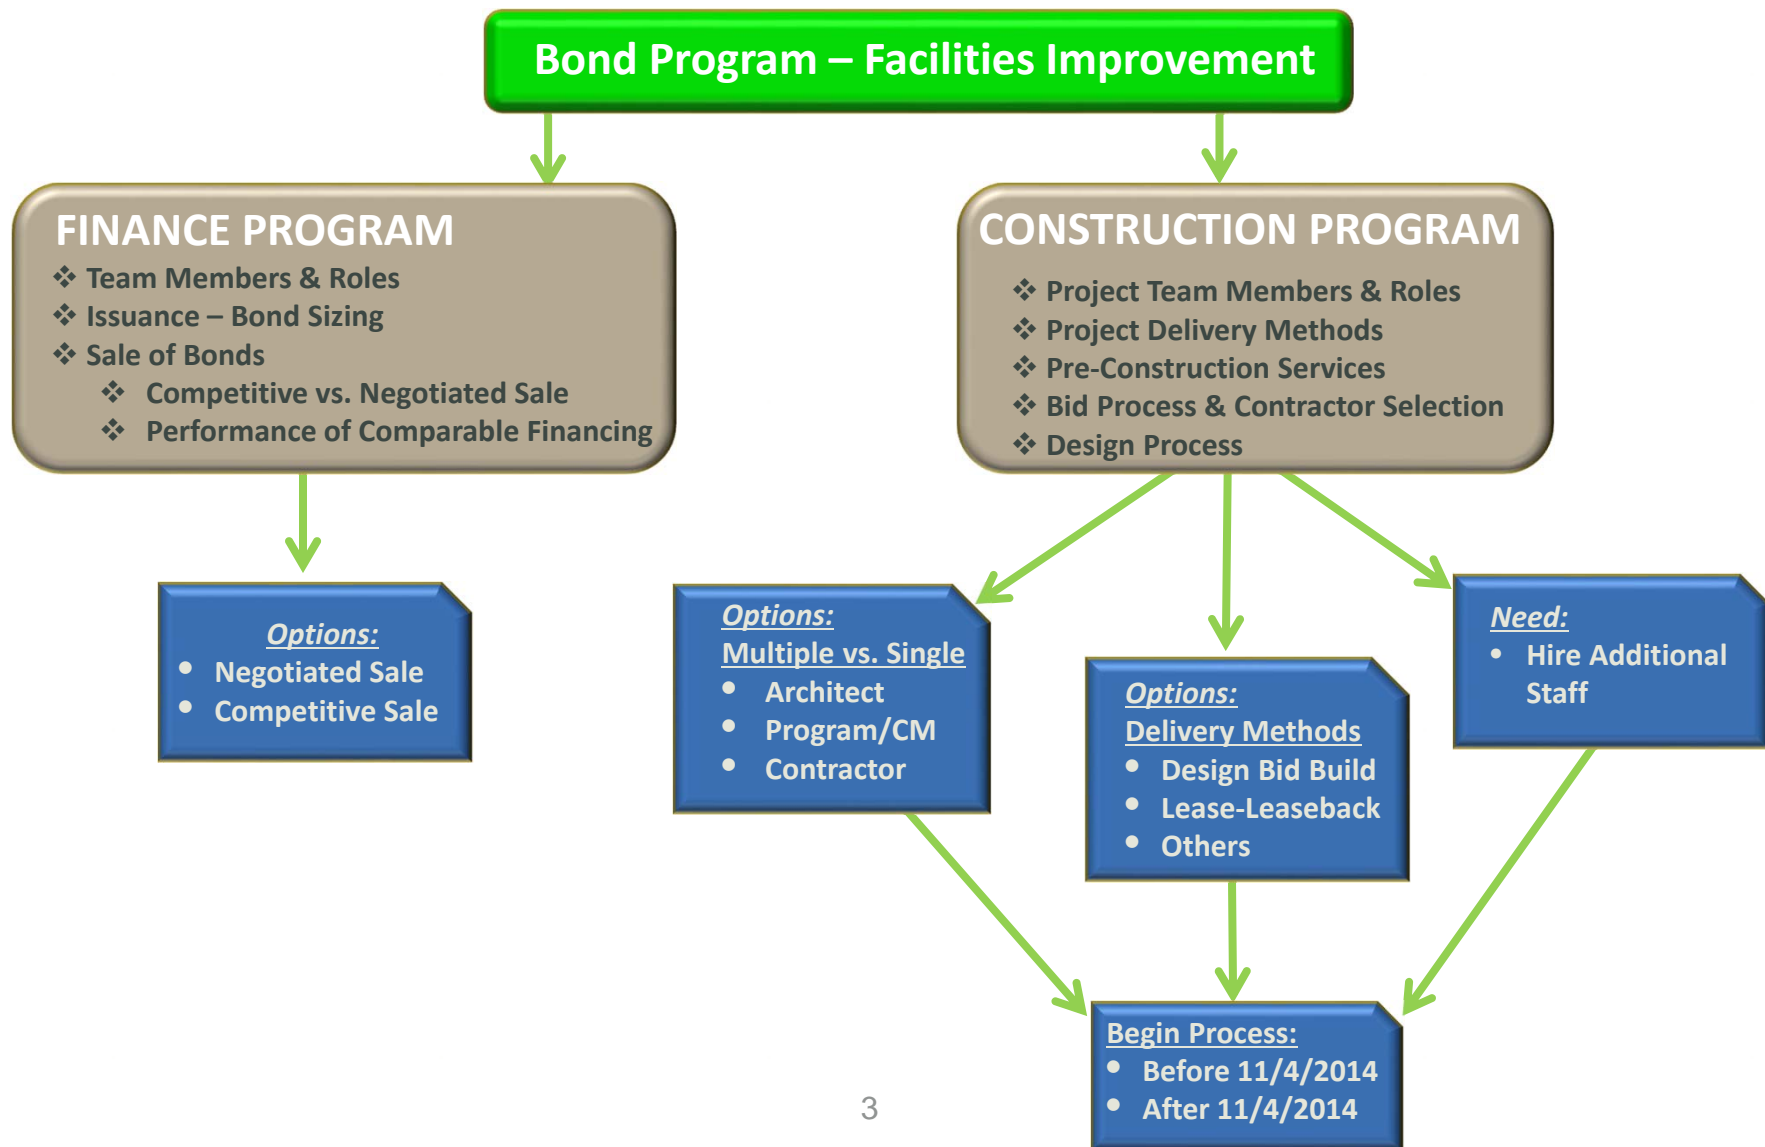 Bond Program – Facilities Improvement
FINANCE PROGRAM
❖ Team Members & Roles
❖ Issuance – Bond Sizing
❖ Sale of Bonds
❖ Competitive vs. Negotiated Sale
❖ Performance of Comparable Financing
CONSTRUCTION PROGRAM
❖ Project Team Members & Roles
❖ Project Delivery Methods
❖ Pre-Construction Services
❖ Bid Process & Contractor Selection
❖ Design Process
Options:
• Negotiated Sale
• Competitive Sale
Options:
Multiple vs. Single
• Architect
• Program/CM
• Contractor
Options:
Delivery Methods
• Design Bid Build
• Lease-Leaseback
• Others
Need:
• Hire Additional
Staff
Begin Process:
• Before 11/4/2014
• After 11/4/2014
3